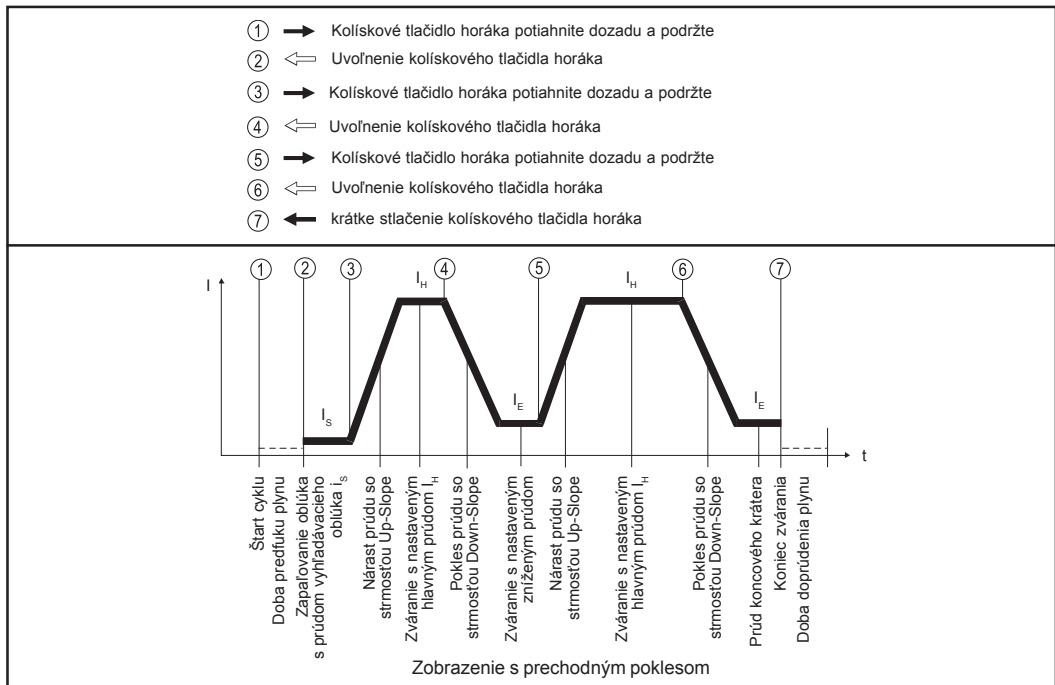 1 Kolískové tlačidlo horáka potiahnite dozadu a podržte
2 Uvoľnenie kolískového tlačidla horáka
3 Kolískové tlačidlo horáka potiahnite dozadu a podržte
4 Uvoľnenie kolískového tlačidla horáka
5 Kolískové tlačidlo horáka potiahnite dozadu a podržte
6 Uvoľnenie kolískového tlačidla horáka
7 krátke stlačenie kolískového tlačidla horáka
1 2 3 4 5 6 7
I
I_H
I_H
I_S
I_E
I_E
t
Štart cyklu
Doba predfuku plynu
Zapaľovanie oblúka
s prúdom vyhľadávacieho
oblúka i_S
Nárast prúdu so
strmosťou Up-Slope
Zváranie s nastaveným
hlavným prúdom I_H
Pokles prúdu so
strmosťou Down-Slope
Zváranie s nastaveným
zníženým prúdom
Nárast prúdu so
strmosťou Up-Slope
Zváranie s nastaveným
hlavným prúdom I_H
Pokles prúdu so
strmosťou Down-Slope
Prúd koncového krátera
Koniec zvárania
Doba doprúdenia plynu
Zobrazenie s prechodným poklesom